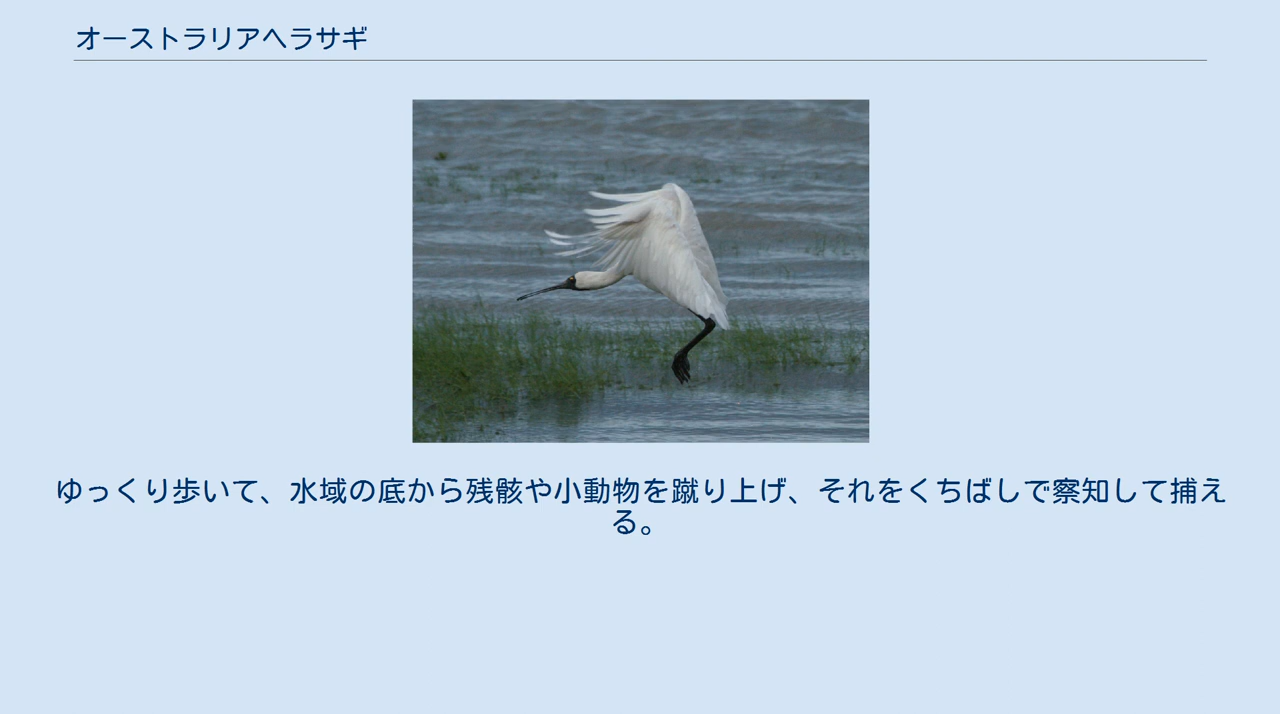 オーストラリアヘラサギ
ゆっくり歩いて、水域の底から残骸や小動物を蹴り上げ、それをくちばしで察知して捕え
る。